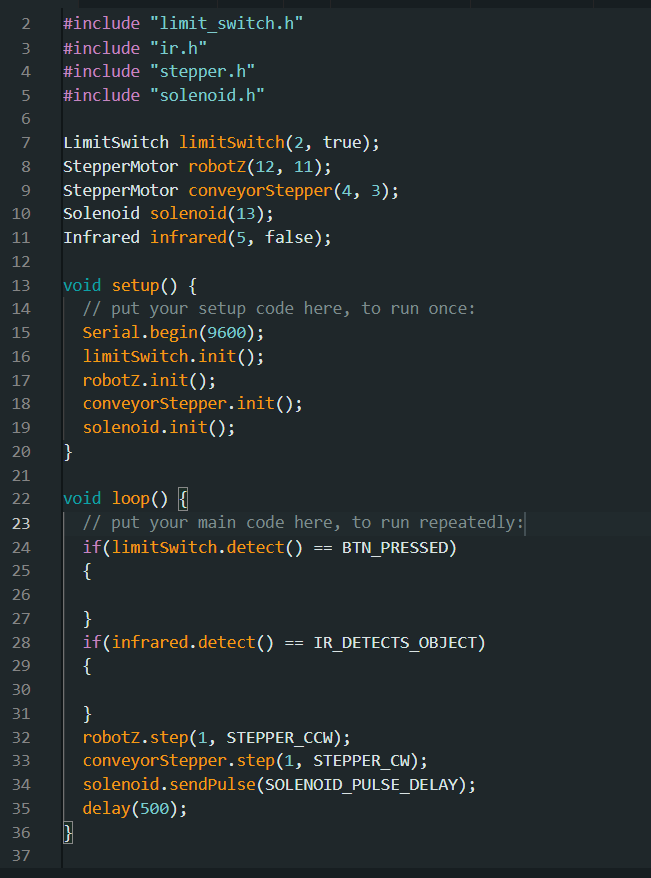 2 #include "limit_switch.h"
3 #include "ir.h"
4 #include "stepper.h"
5 #include "solenoid.h"
6
7 LimitSwitch limitSwitch(2, true);
8 StepperMotor robotZ(12, 11);
9 StepperMotor conveyorStepper(4, 3);
10 Solenoid solenoid(13);
11 Infrared infrared(5, false);
12
13 void setup() {
14   // put your setup code here, to run once:
15   Serial.begin(9600);
16   limitSwitch.init();
17   robotZ.init();
18   conveyorStepper.init();
19   solenoid.init();
20 }
21
22 void loop() {
23   // put your main code here, to run repeatedly:
24   if(limitSwitch.detect() == BTN_PRESSED)
25   {
26
27   }
28   if(infrared.detect() == IR_DETECTS_OBJECT)
29   {
30
31   }
32   robotZ.step(1, STEPPER_CCW);
33   conveyorStepper.step(1, STEPPER_CW);
34   solenoid.sendPulse(SOLENOID_PULSE_DELAY);
35   delay(500);
36 }
37